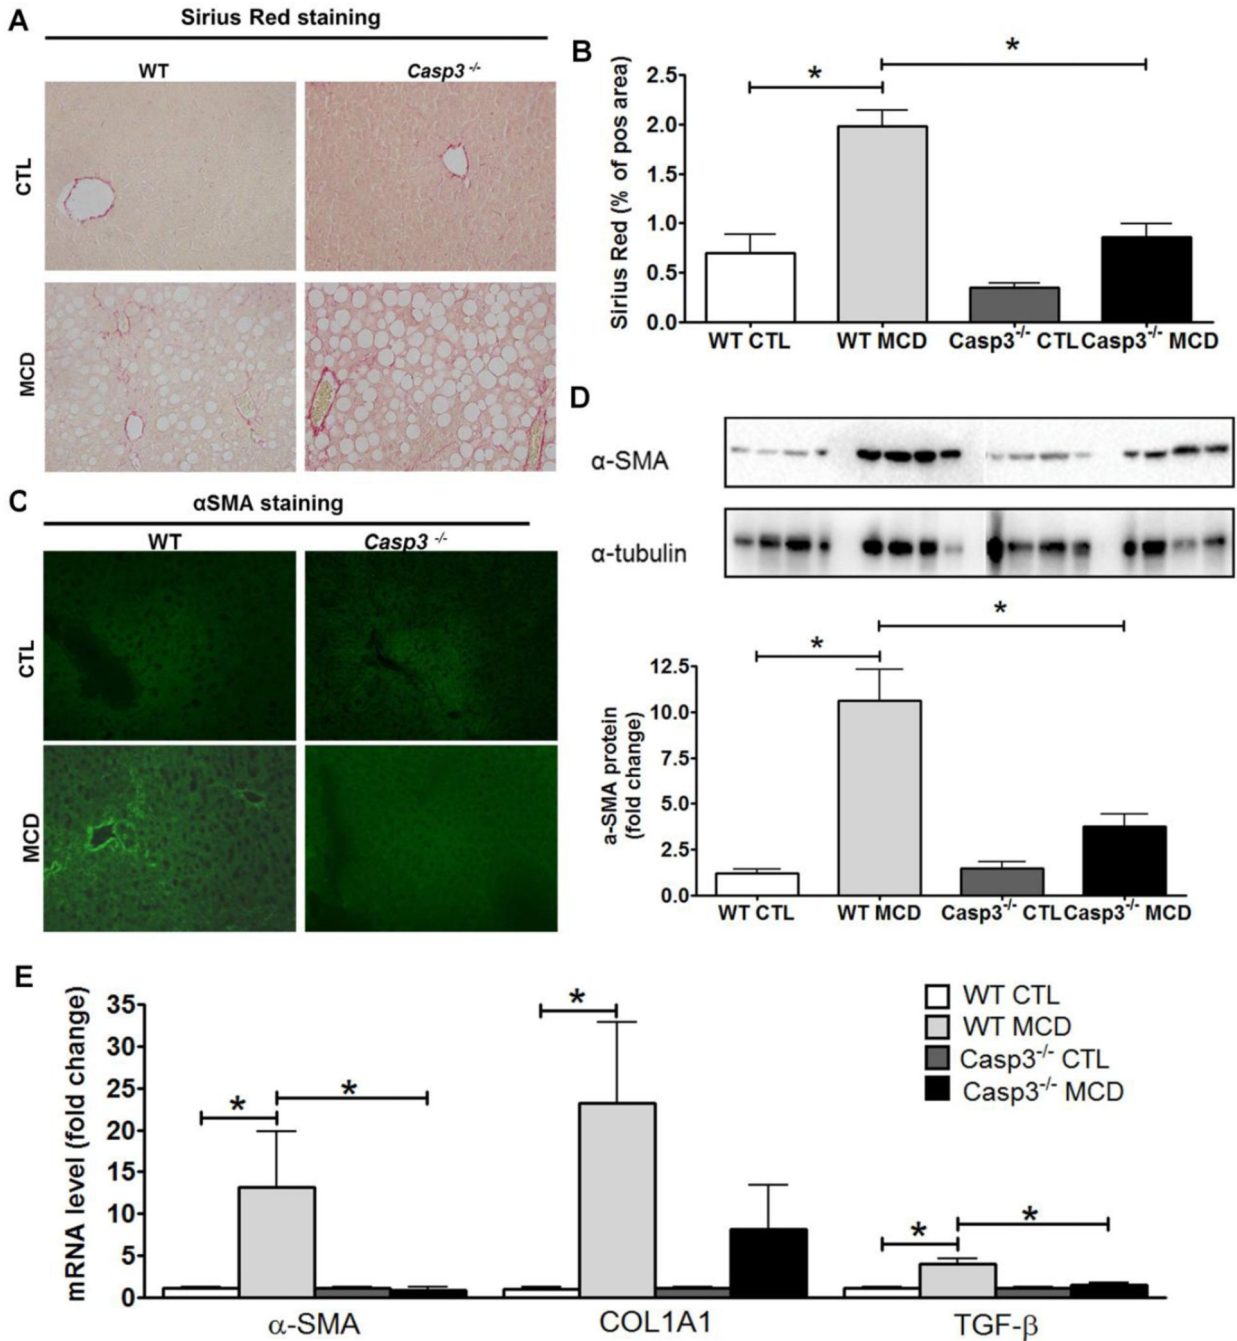 A
Sirius Red staining
WT
Casp3 -/-
CTL
MCD
B
*
*
Sirius Red (% of pos area)
2.5
2.0
1.5
1.0
0.5
0.0
WT CTL
WT MCD
Casp3-/- CTL
Casp3-/- MCD
C
αSMA staining
WT
Casp3 -/-
CTL
MCD
D
α-SMA
α-tubulin
*
*
a-SMA protein
(fold change)
12.5
10.0
7.5
5.0
2.5
0.0
WT CTL
WT MCD
Casp3-/- CTL
Casp3-/- MCD
E
mRNA level (fold change)
35
30
25
20
15
10
5
0
*
*
*
*
*
α-SMA
COL1A1
TGF-β
WT CTL
WT MCD
Casp3-/- CTL
Casp3-/- MCD